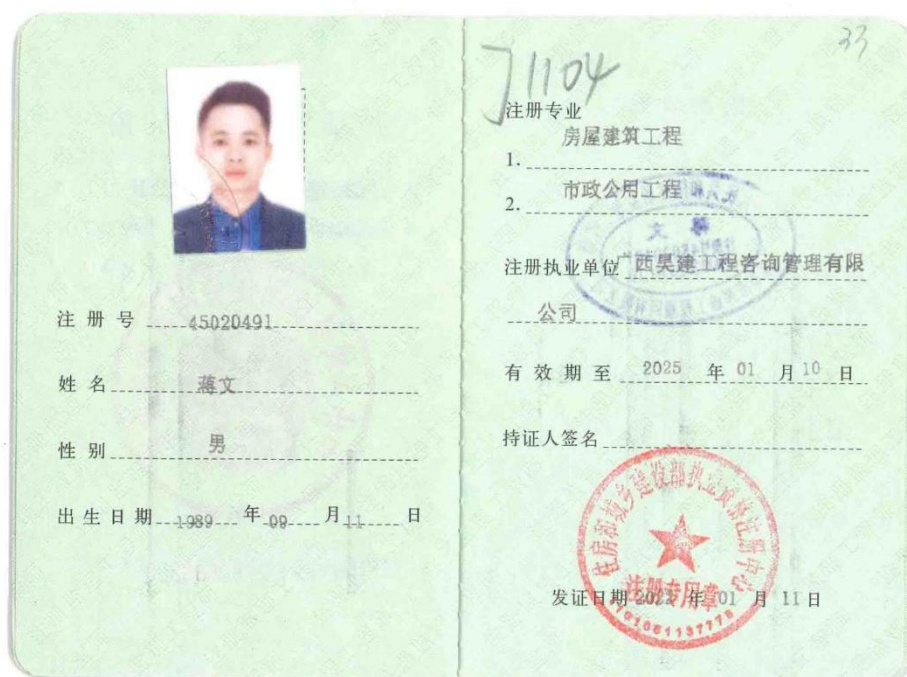 注 册 号 45020491
姓 名 蒋文
性 别 男
出 生 日 期 1989 年 09 月 11 日
33
1104
注册专业
1. 房屋建筑工程
2. 市政公用工程
注册执业单位 广西昊建工程咨询管理有限
公司
有 效 期 至 2025 年 01 月 10 日
持证人签名
住房和城乡建设部执业资格注册中心
注册专用章
发证日期 2022 年 01 月 11 日